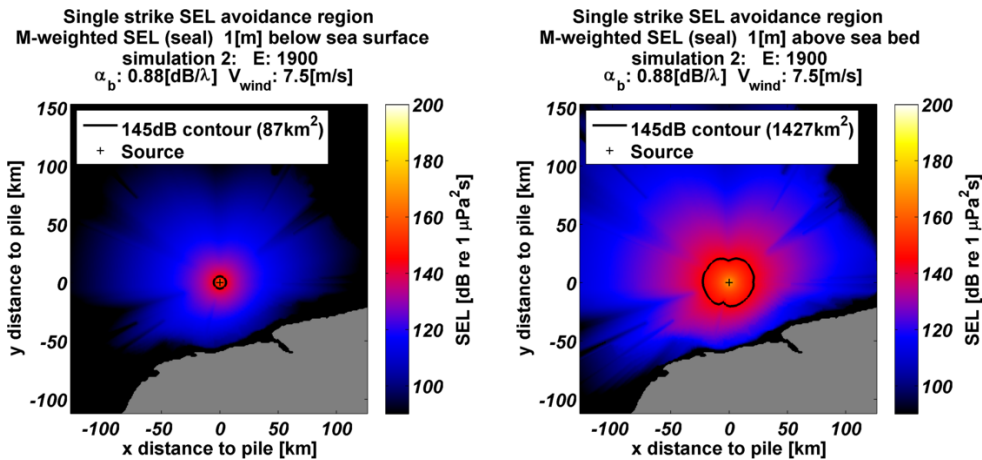 Single strike SEL avoidance region
M-weighted SEL (seal)  1[m] below sea surface
simulation 2:   E: 1900
α_b: 0.88[dB/λ]  V_wind: 7.5[m/s]
150
100
50
0
-50
-100
y distance to pile [km]
145dB contour (87km²)
Source
-100
-50
0
50
100
x distance to pile [km]
200
180
160
140
120
100
SEL [dB re 1 μPa²s]
Single strike SEL avoidance region
M-weighted SEL (seal)  1[m] above sea bed
simulation 2:   E: 1900
α_b: 0.88[dB/λ]  V_wind: 7.5[m/s]
150
100
50
0
-50
-100
y distance to pile [km]
145dB contour (1427km²)
Source
-100
-50
0
50
100
x distance to pile [km]
200
180
160
140
120
100
SEL [dB re 1 μPa²s]